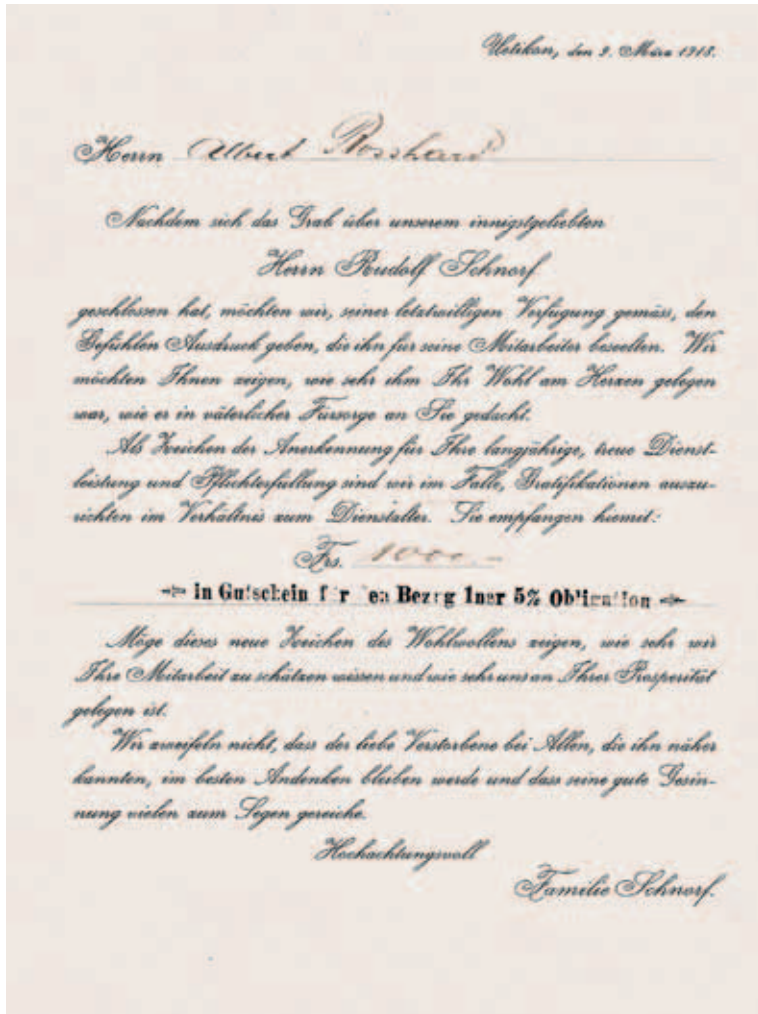 Uetikon, den 9. März 1918.
Herrn Albert Bosshard
Nachdem sich das Grab über unserem innigstgeliebten
Herrn Rudolf Schnorf
geschlossen hat, möchten wir, seiner letztwilligen Verfügung gemäss, den
Gefühlen Ausdruck geben, die ihn für seine Mitarbeiter beseelten. Wir
möchten Ihnen zeigen, wie sehr ihm Ihr Wohl am Herzen gelegen
war, wie er in väterlicher Fürsorge an Sie gedacht.
Als Zeichen der Anerkennung für Ihre langjährige, treue Dienst-
leistung und Pflichterfüllung sind wir im Falle, Gratifikationen auszu-
richten im Verhältnis zum Dienstalter. Sie empfangen hiemit:
Frs. 1000.-
in Gutschein für den Bezug 1ner 5% Obligation
Möge dieses neue Zeichen des Wohlwollens zeigen, wie sehr wir
Ihre Mitarbeit zu schätzen wissen und wie sehr uns an Ihrer Prosperität
gelegen ist.
Wir zweifeln nicht, dass der liebe Verstorbene bei Allen, die ihn näher
kannten, im besten Andenken bleiben werde und dass seine gute Gesin-
nung vielen zum Segen gereiche.
Hochachtungsvoll
Familie Schnorf.